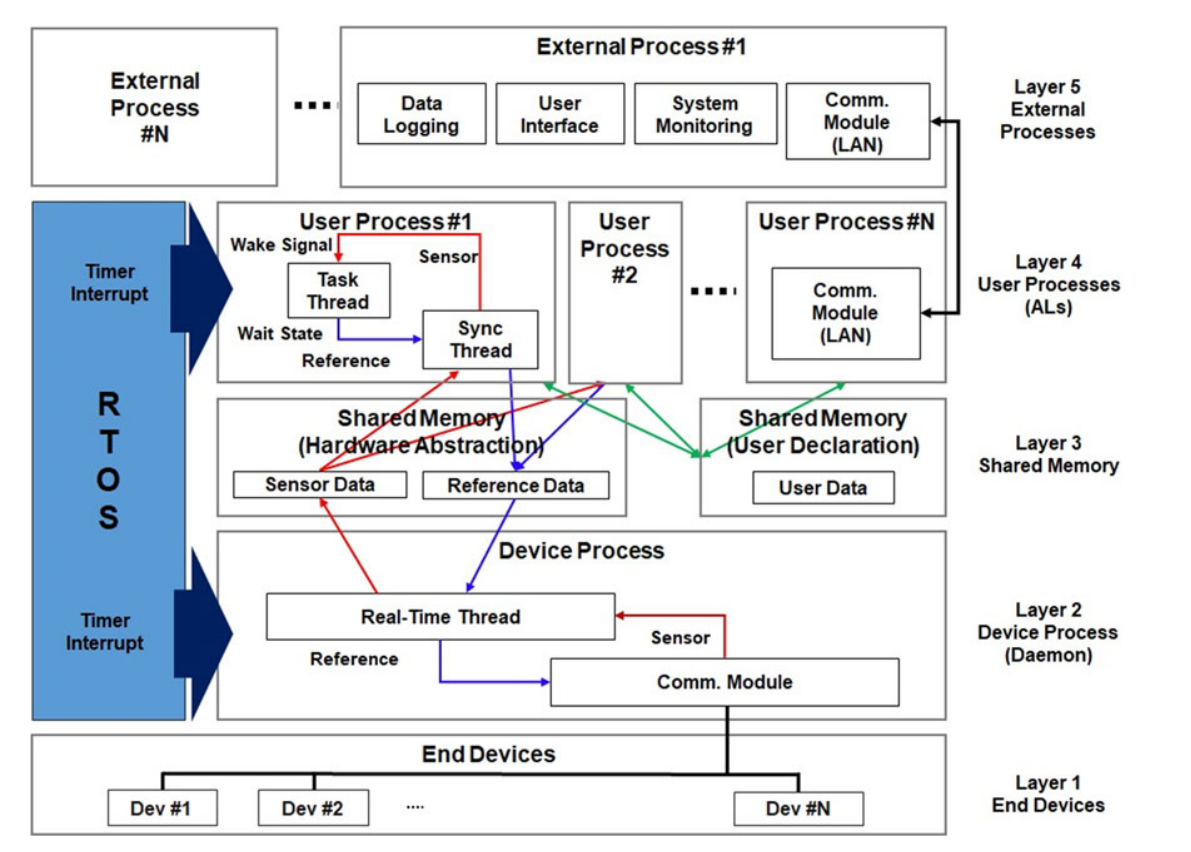 External
Process
#N
External Process #1
Data
Logging
User
Interface
System
Monitoring
Comm.
Module
(LAN)
Layer 5
External
Processes
Timer
Interrupt
User Process #1
Wake Signal
Sensor
Task
Thread
Wait State
Reference
Sync
Thread
User
Process
#2
User Process #N
Comm.
Module
(LAN)
Layer 4
User Processes
(ALs)
R
T
O
S
Shared Memory
(Hardware Abstraction)
Sensor Data
Reference Data
Shared Memory
(User Declaration)
User Data
Layer 3
Shared Memory
Timer
Interrupt
Device Process
Real-Time Thread
Sensor
Reference
Comm. Module
Layer 2
Device Process
(Daemon)
End Devices
Dev #1
Dev #2
....
Dev #N
Layer 1
End Devices